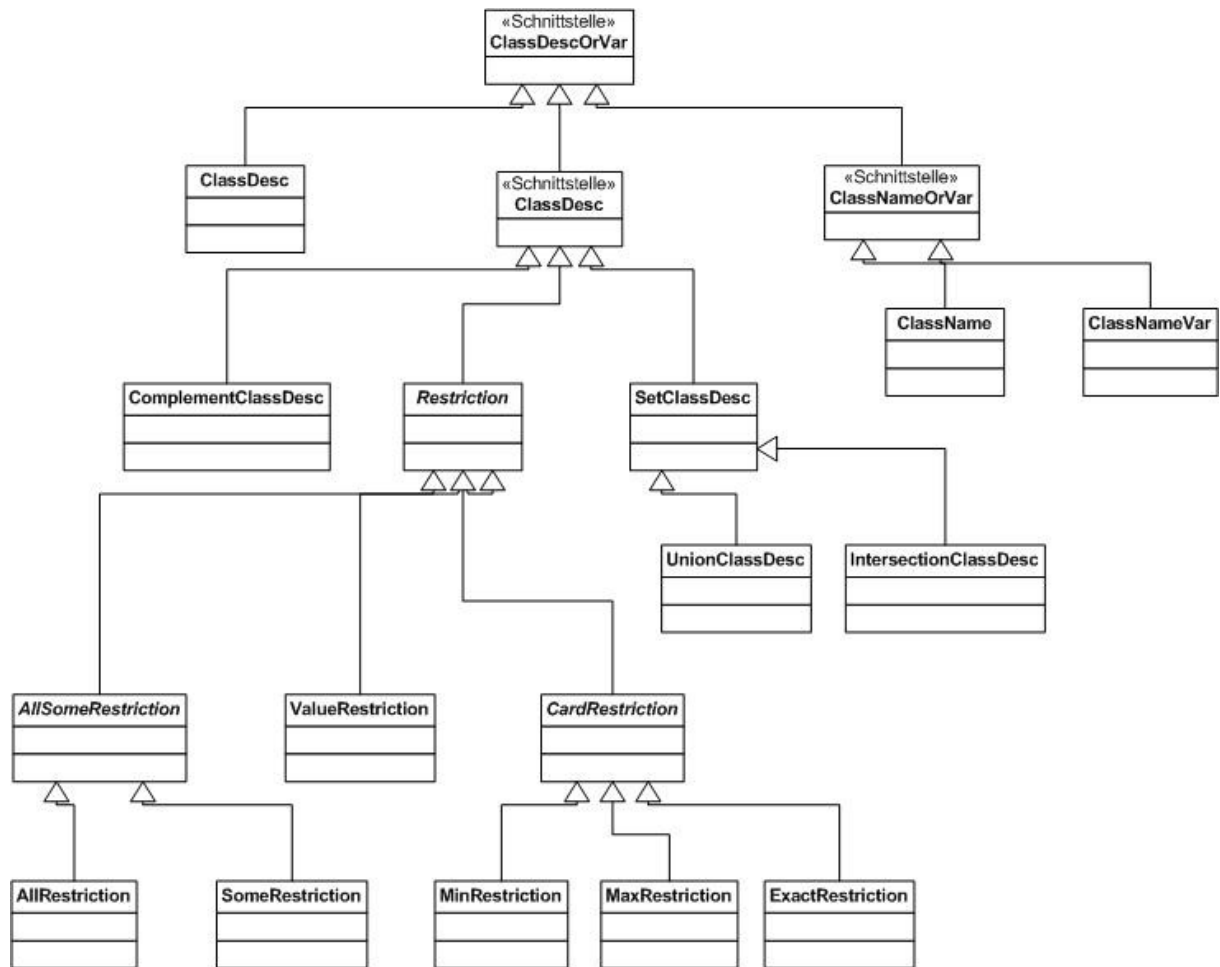 «Schnittstelle»
ClassDescOrVar
ClassDesc
«Schnittstelle»
ClassDesc
«Schnittstelle»
ClassNameOrVar
ClassName
ClassNameVar
ComplementClassDesc
Restriction
SetClassDesc
UnionClassDesc
IntersectionClassDesc
AllSomeRestriction
ValueRestriction
CardRestriction
AllRestriction
SomeRestriction
MinRestriction
MaxRestriction
ExactRestriction